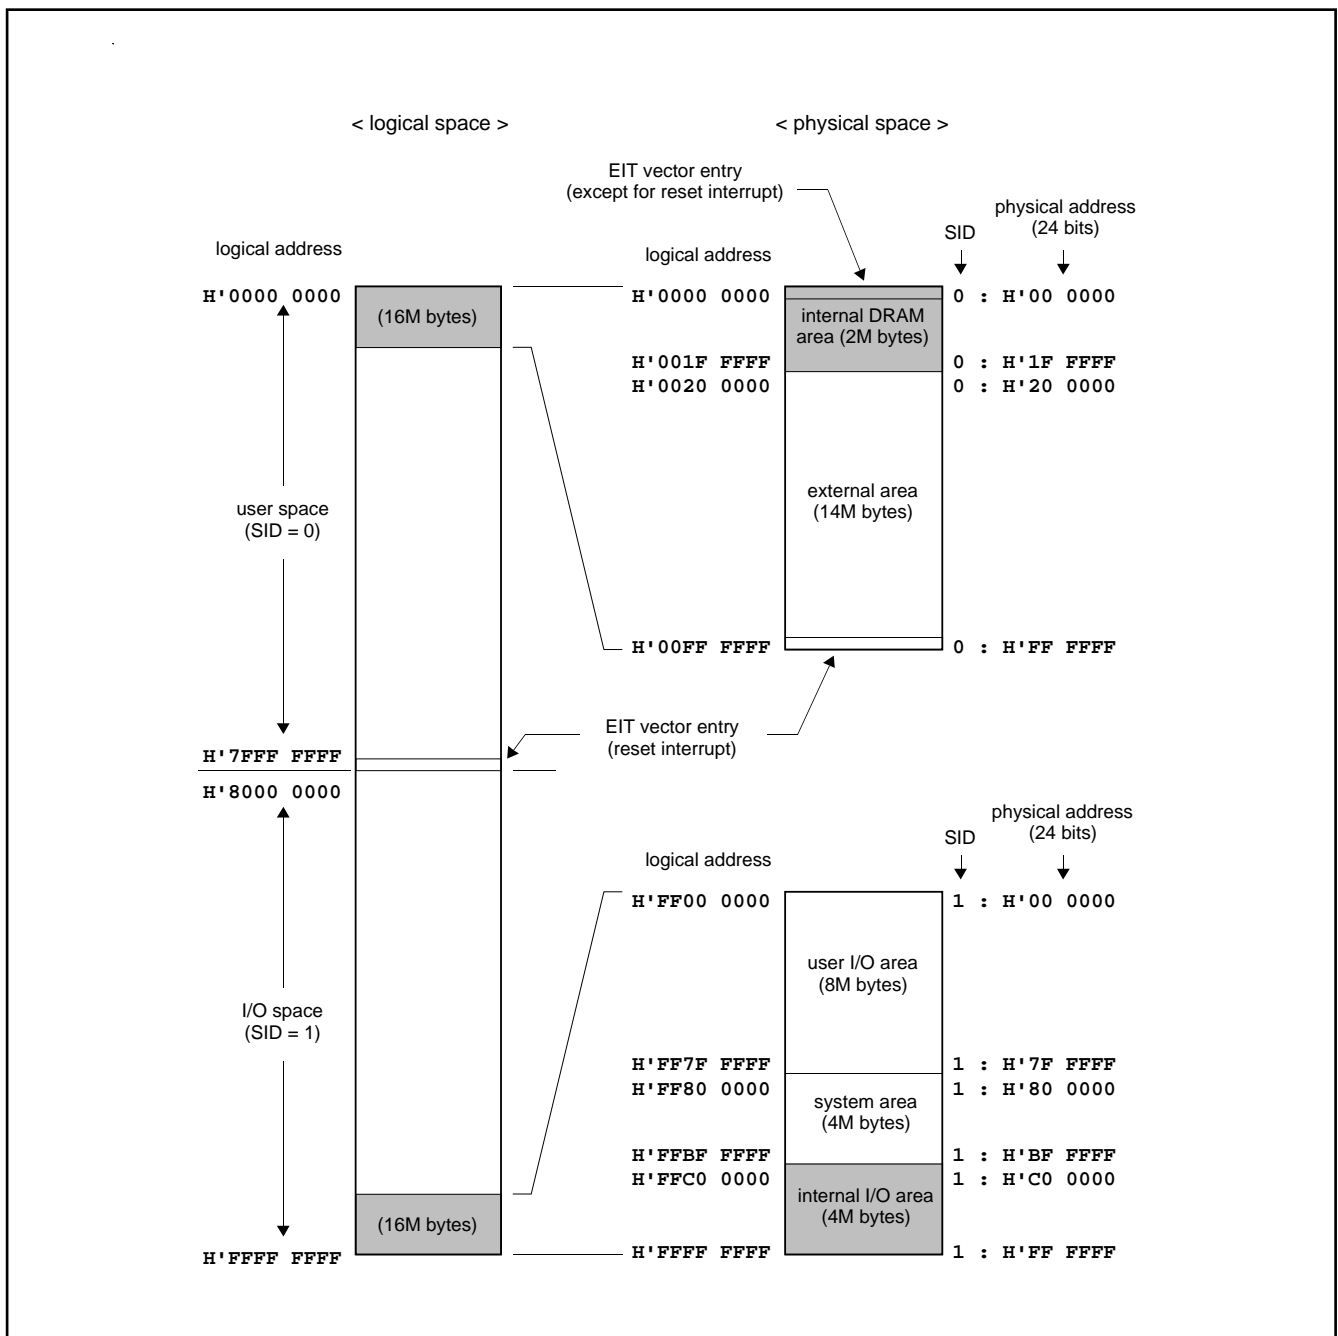 < logical space >
< physical space >
EIT vector entry
(except for reset interrupt)
physical address
(24 bits)
SID
logical address
logical address
H'0000 0000
(16M bytes)
H'0000 0000
internal DRAM
area (2M bytes)
0 : H'00 0000
H'001F FFFF
0 : H'1F FFFF
H'0020 0000
0 : H'20 0000
external area
(14M bytes)
user space
(SID = 0)
H'00FF FFFF
0 : H'FF FFFF
EIT vector entry
(reset interrupt)
H'7FFF FFFF
H'8000 0000
physical address
(24 bits)
SID
logical address
H'FF00 0000
1 : H'00 0000
user I/O area
(8M bytes)
I/O space
(SID = 1)
H'FF7F FFFF
1 : H'7F FFFF
H'FF80 0000
1 : H'80 0000
system area
(4M bytes)
H'FFBF FFFF
1 : H'BF FFFF
H'FFC0 0000
1 : H'C0 0000
internal I/O area
(4M bytes)
(16M bytes)
H'FFFF FFFF
H'FFFF FFFF
1 : H'FF FFFF